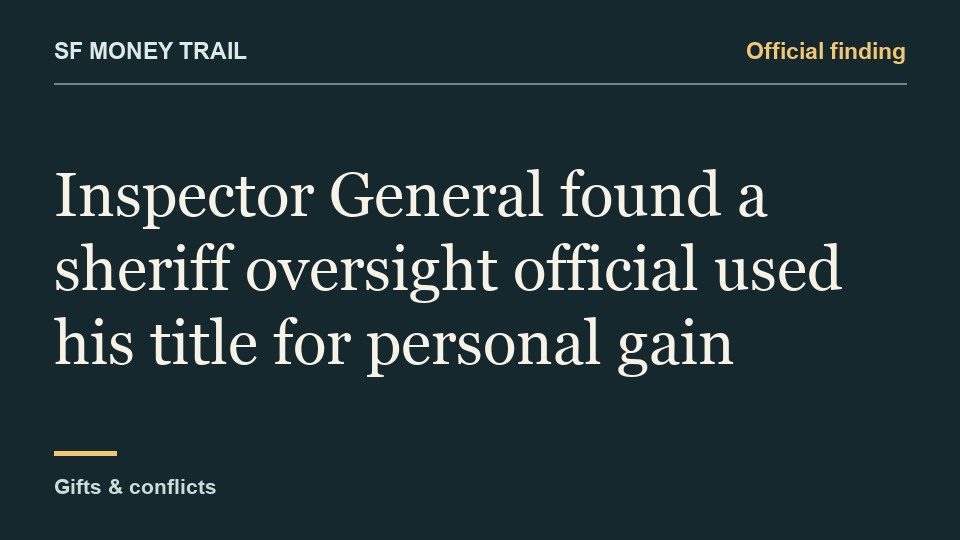 SF MONEY TRAIL
Official finding
Inspector General found a
sheriff oversight official used
his title for personal gain
Gifts & conflicts